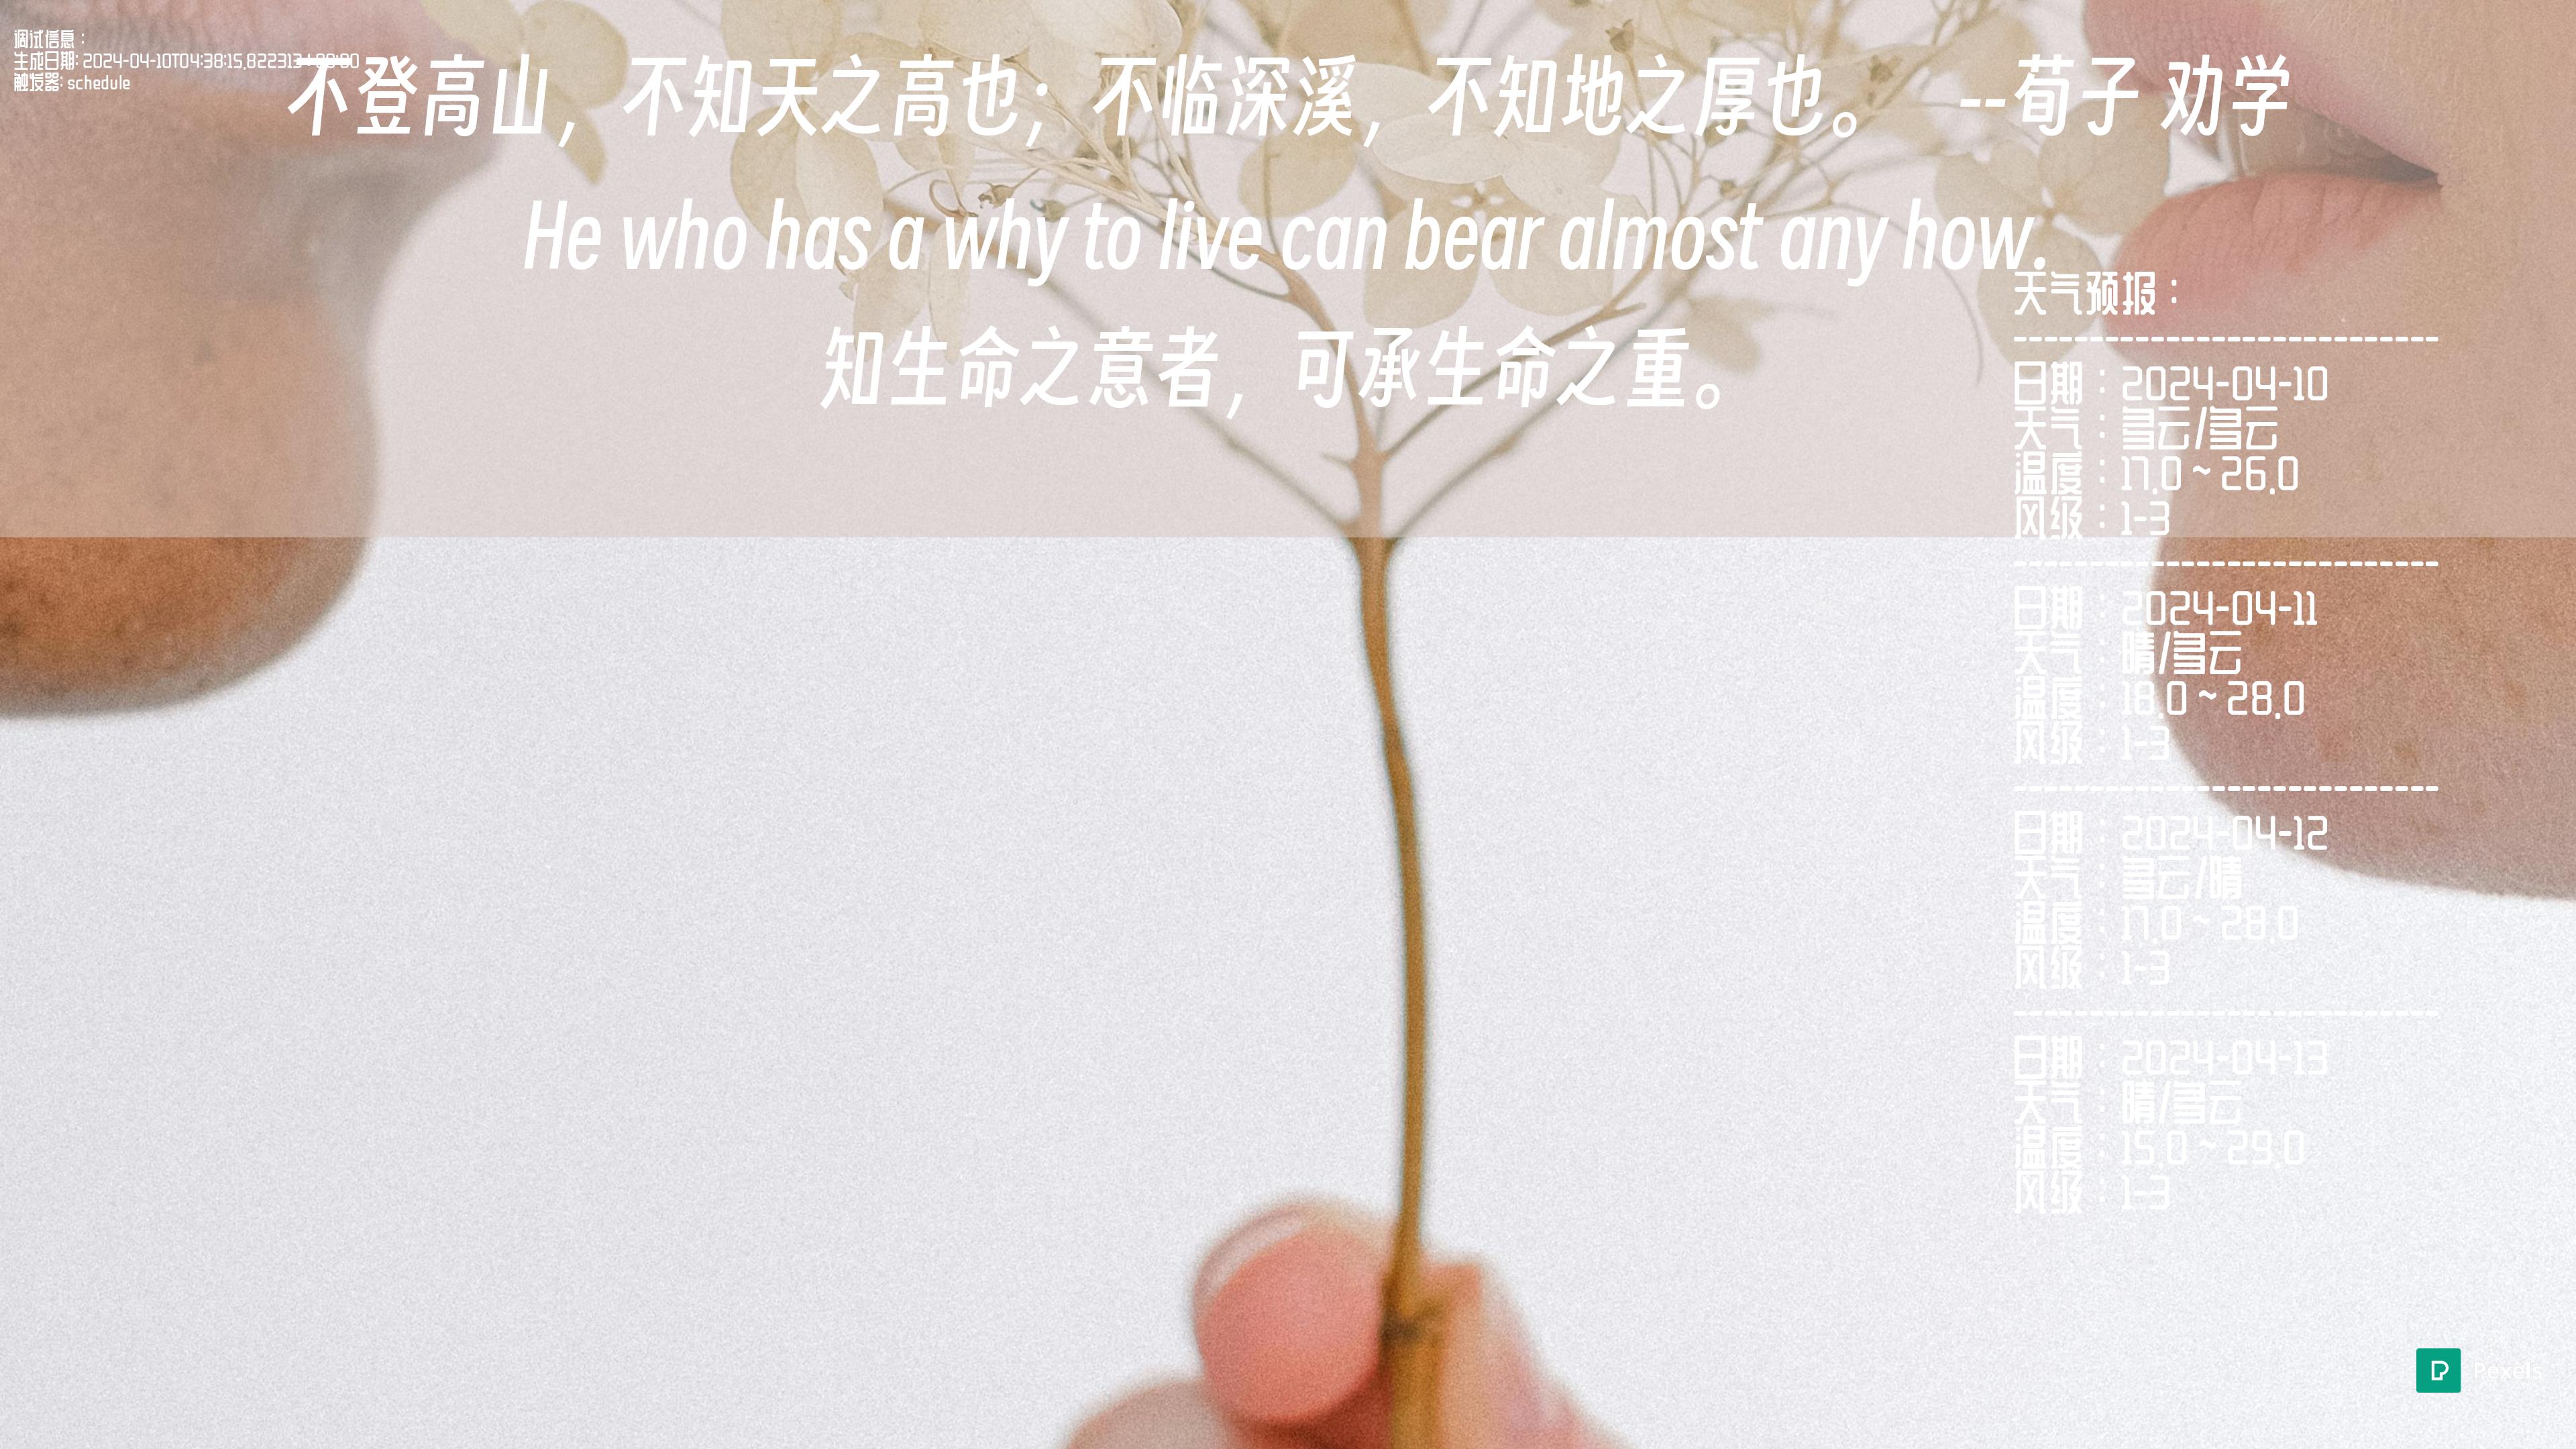 调试信息：
生成日期: 2024-04-10T04:38:15.822313+00:00
触发器: schedule
不登高山，不知天之高也；不临深溪，不知地之厚也。 --荀子 劝学
He who has a why to live can bear almost any how.
知生命之意者，可承生命之重。
天气预报：
----------------------------
日期：2024-04-10
天气：多云/多云
温度：17.0 ~ 26.0
风级：1-3
----------------------------
日期：2024-04-11
天气：晴/多云
温度：18.0 ~ 28.0
风级：1-3
----------------------------
日期：2024-04-12
天气：多云/晴
温度：17.0 ~ 28.0
风级：1-3
----------------------------
日期：2024-04-13
天气：晴/多云
温度：15.0 ~ 29.0
风级：1-3
Pexels